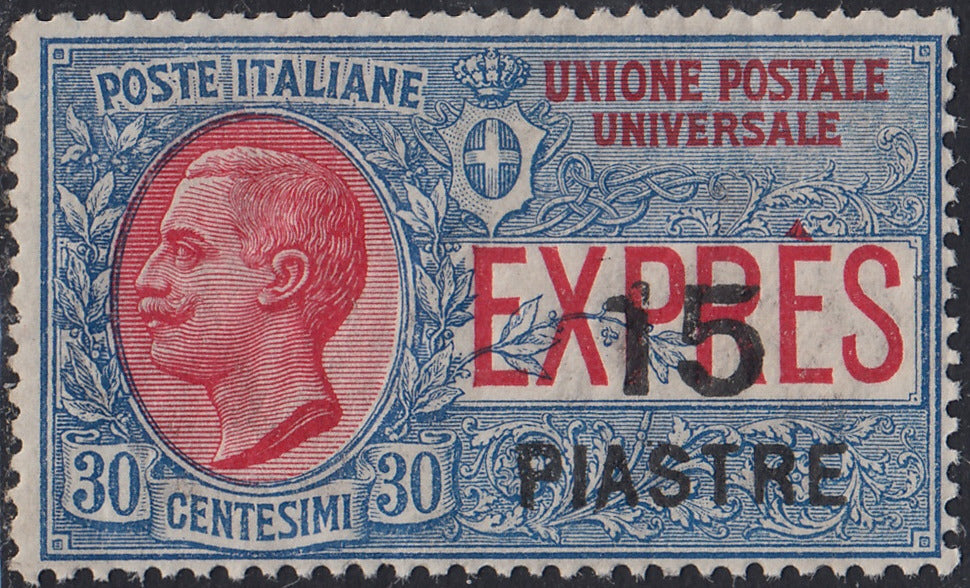 POSTE ITALIANE
UNIONE POSTALE
UNIVERSALE
EXPRÈS
15
PIASTRE
30 30
CENTESIMI